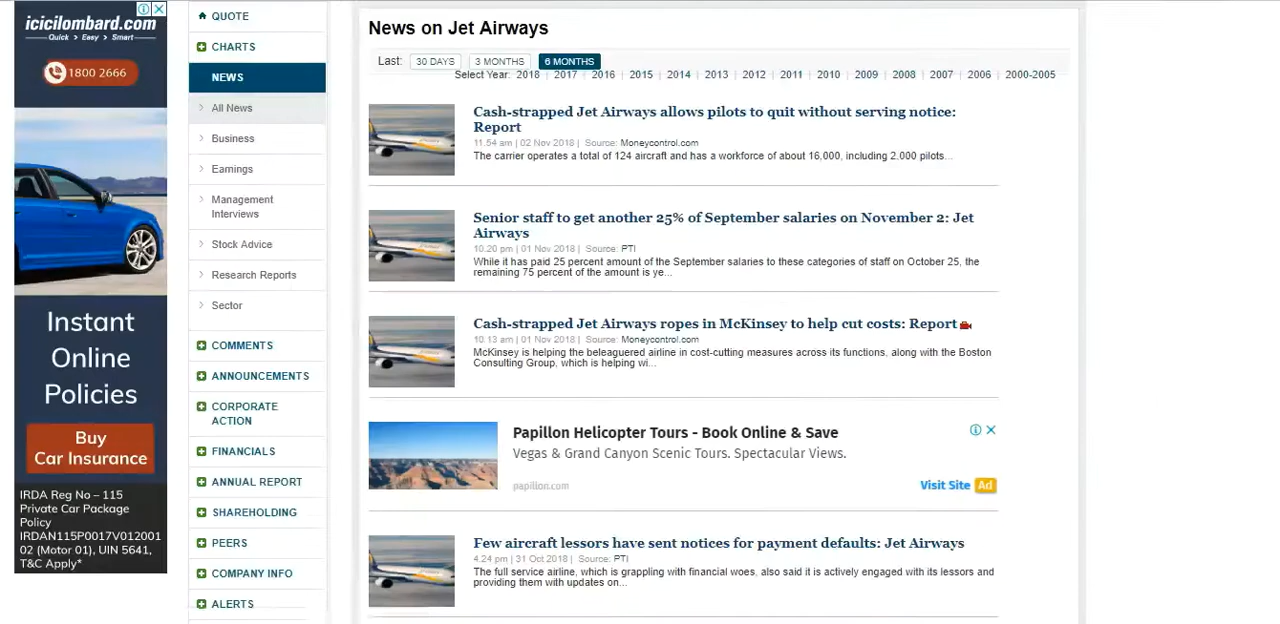 icicilombard.com
Quick > Easy > Smart
1800 2666
Instant
Online
Policies
Buy
Car Insurance
IRDA Reg No – 115
Private Car Package
Policy
IRDAN115P0017V012001
02 (Motor 01), UIN 5641,
T&C Apply*
QUOTE
CHARTS
NEWS
All News
Business
Earnings
Management
Interviews
Stock Advice
Research Reports
Sector
COMMENTS
ANNOUNCEMENTS
CORPORATE
ACTION
FINANCIALS
ANNUAL REPORT
SHAREHOLDING
PEERS
COMPANY INFO
ALERTS
News on Jet Airways
Last: 30 DAYS 3 MONTHS 6 MONTHS
Select Year: 2018 | 2017 | 2016 | 2015 | 2014 | 2013 | 2012 | 2011 | 2010 | 2009 | 2008 | 2007 | 2006 | 2000-2005
Cash-strapped Jet Airways allows pilots to quit without serving notice:
Report
11.54 am | 02 Nov 2018 | Source: Moneycontrol.com
The carrier operates a total of 124 aircraft and has a workforce of about 16,000, including 2,000 pilots...
Senior staff to get another 25% of September salaries on November 2: Jet
Airways
10.20 pm | 01 Nov 2018 | Source: PTI
While it has paid 25 percent amount of the September salaries to these categories of staff on October 25, the
remaining 75 percent of the amount is ye...
Cash-strapped Jet Airways ropes in McKinsey to help cut costs: Report
10.13 am | 01 Nov 2018 | Source: Moneycontrol.com
McKinsey is helping the beleaguered airline in cost-cutting measures across its functions, along with the Boston
Consulting Group, which is helping wi...
Papillon Helicopter Tours - Book Online & Save
Vegas & Grand Canyon Scenic Tours. Spectacular Views.
papillon.com
Visit Site Ad
Few aircraft lessors have sent notices for payment defaults: Jet Airways
4.24 pm | 31 Oct 2018 | Source: PTI
The full service airline, which is grappling with financial woes, also said it is actively engaged with its lessors and
providing them with updates on...